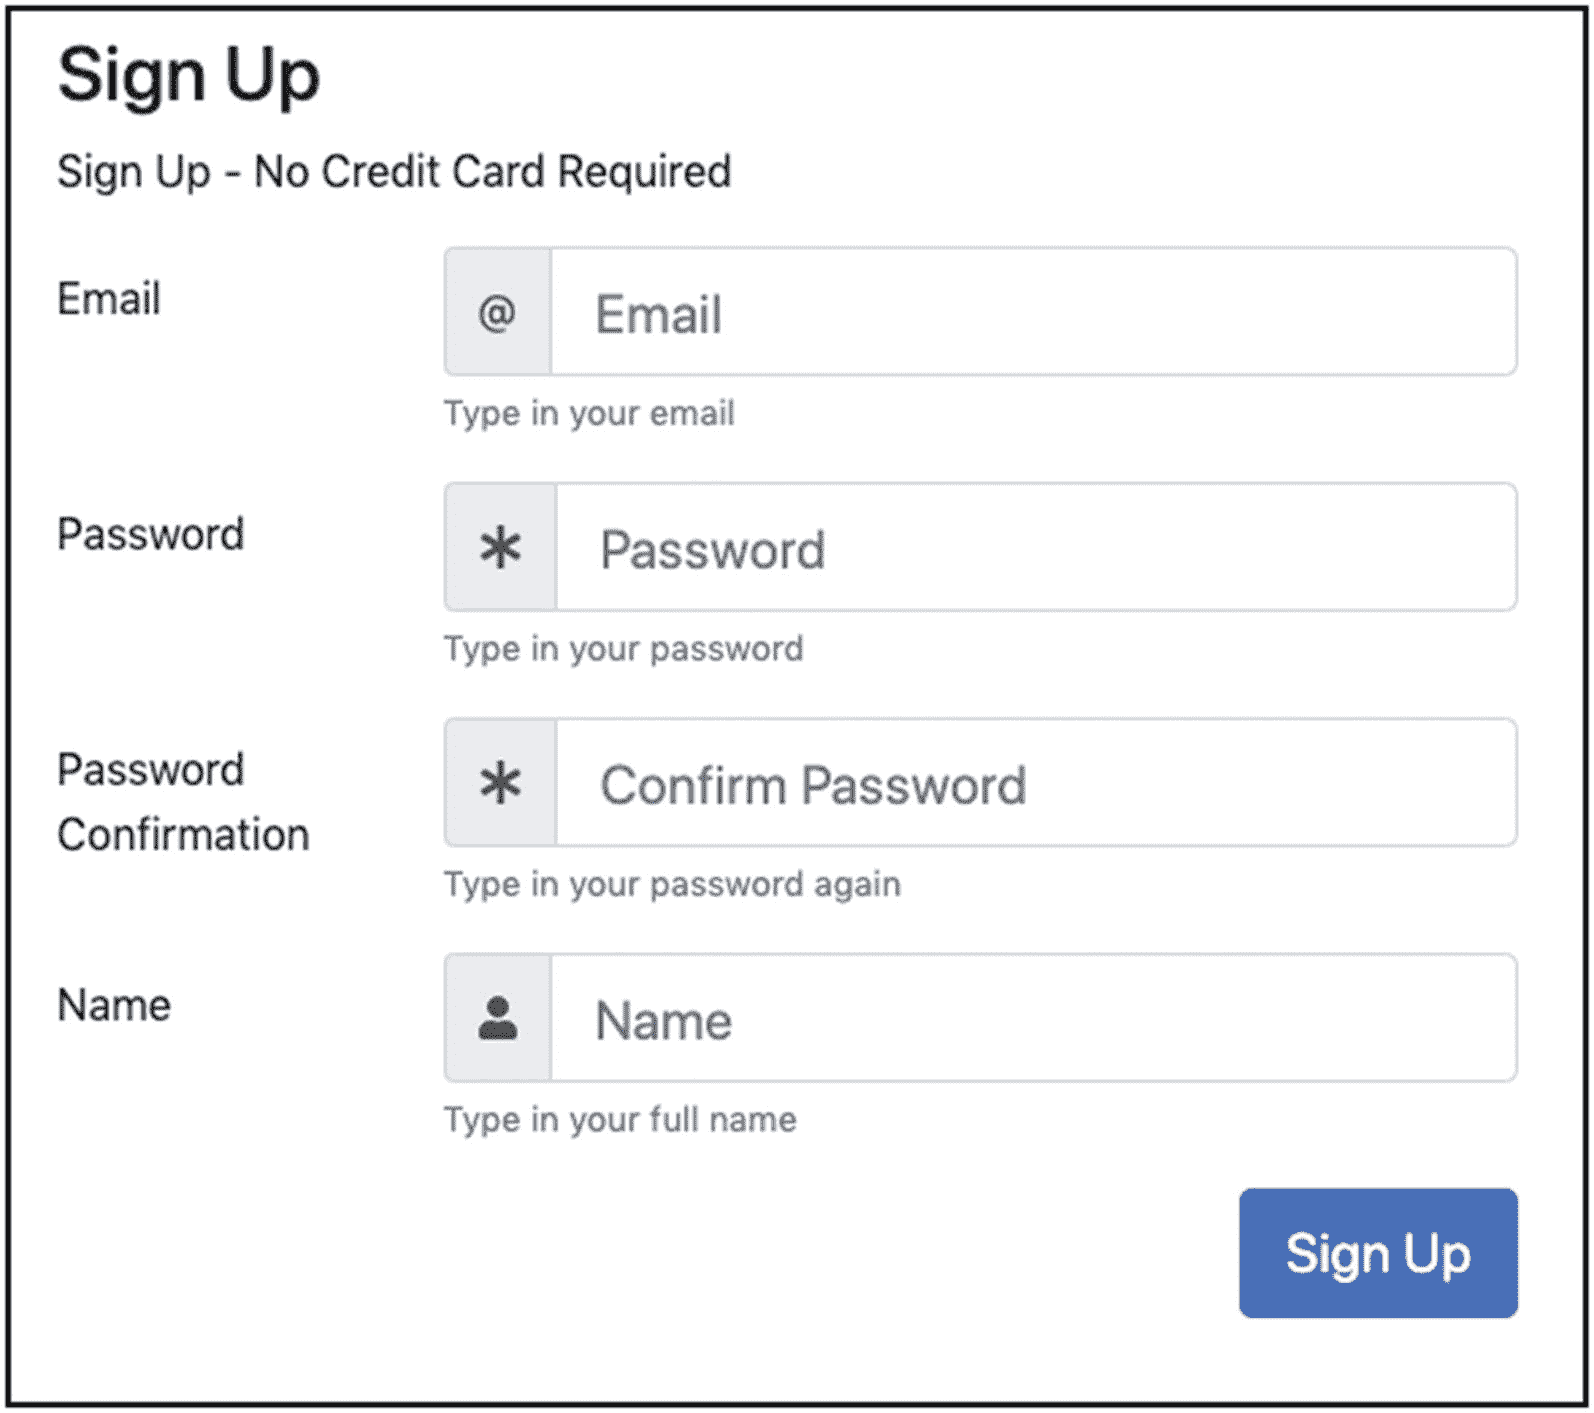 Sign Up
Sign Up - No Credit Card Required
Email
@ Email
Type in your email
Password
* Password
Type in your password
Password
Confirmation
* Confirm Password
Type in your password again
Name
Name
Type in your full name
Sign Up